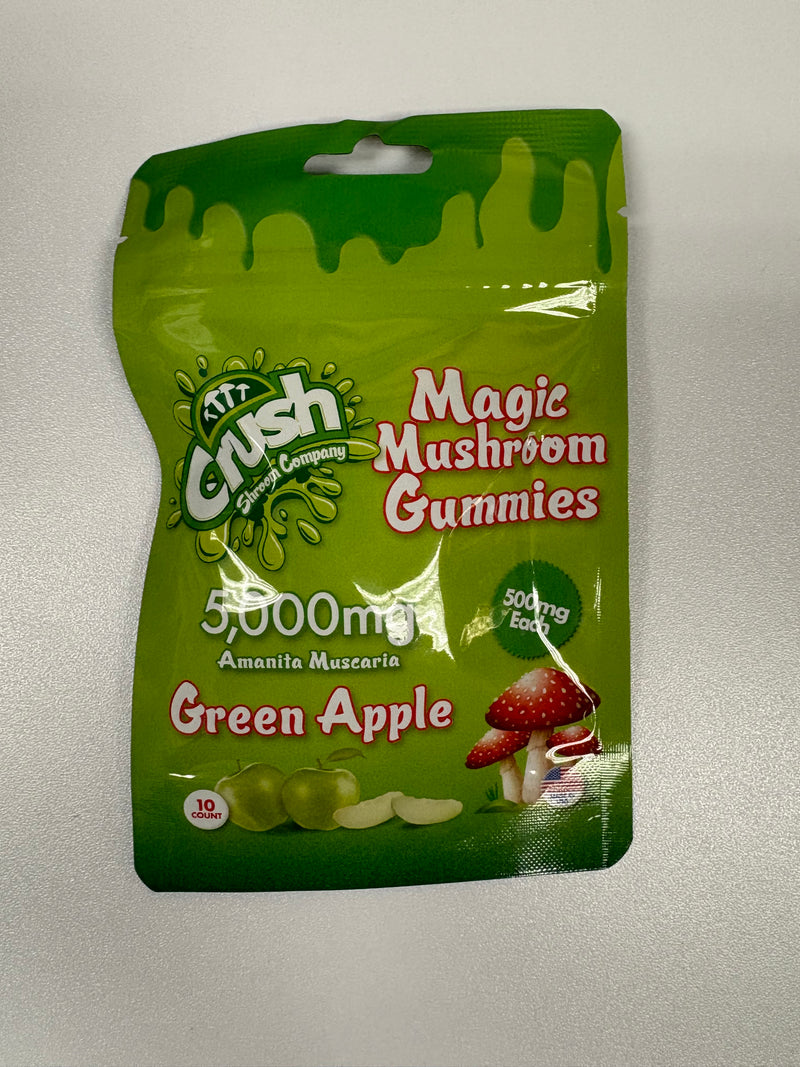 Crush
Shroom Company
Magic
Mushroom
Gummies
5,000mg
Amanita Muscaria
500mg
Each
Green Apple
10
COUNT